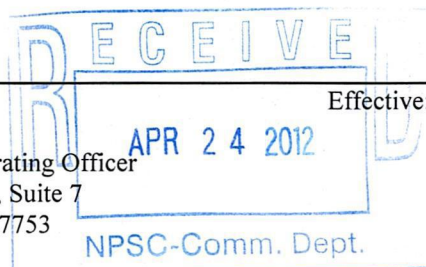 RECEIVED
Effective
APR 24 2012
rating Officer
, Suite 7
7753
NPSC-Comm. Dept.